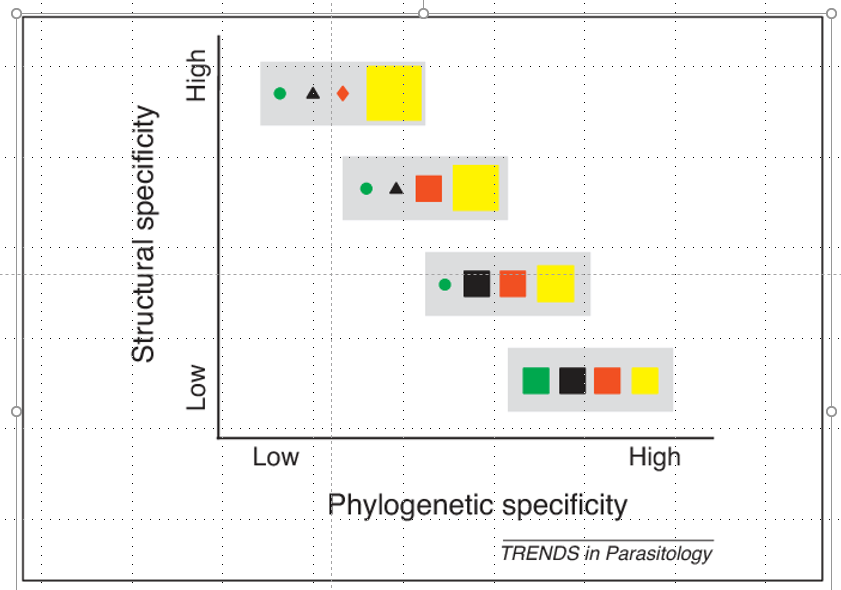 High
Structural specificity
Low
Low
High
Phylogenetic specificity
TRENDS in Parasitology